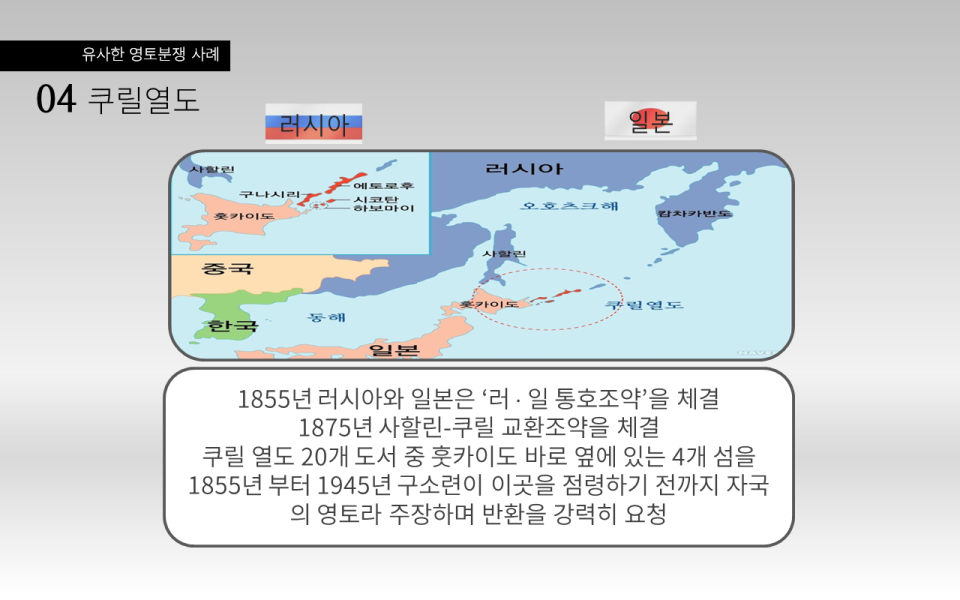 유사한 영토분쟁 사례
04 쿠릴열도
러시아
일본
사할린
구나시리
에토로후
시코탄
하보마이
홋카이도
러시아
오호츠크해
캄차카반도
중국
사할린
한국
동해
홋카이도
쿠릴열도
일본
1855년 러시아와 일본은 ‘러 · 일 통호조약’을 체결
1875년 사할린-쿠릴 교환조약을 체결
쿠릴 열도 20개 도서 중 훗카이도 바로 옆에 있는 4개 섬을
1855년 부터 1945년 구소련이 이곳을 점령하기 전까지 자국
의 영토라 주장하며 반환을 강력히 요청